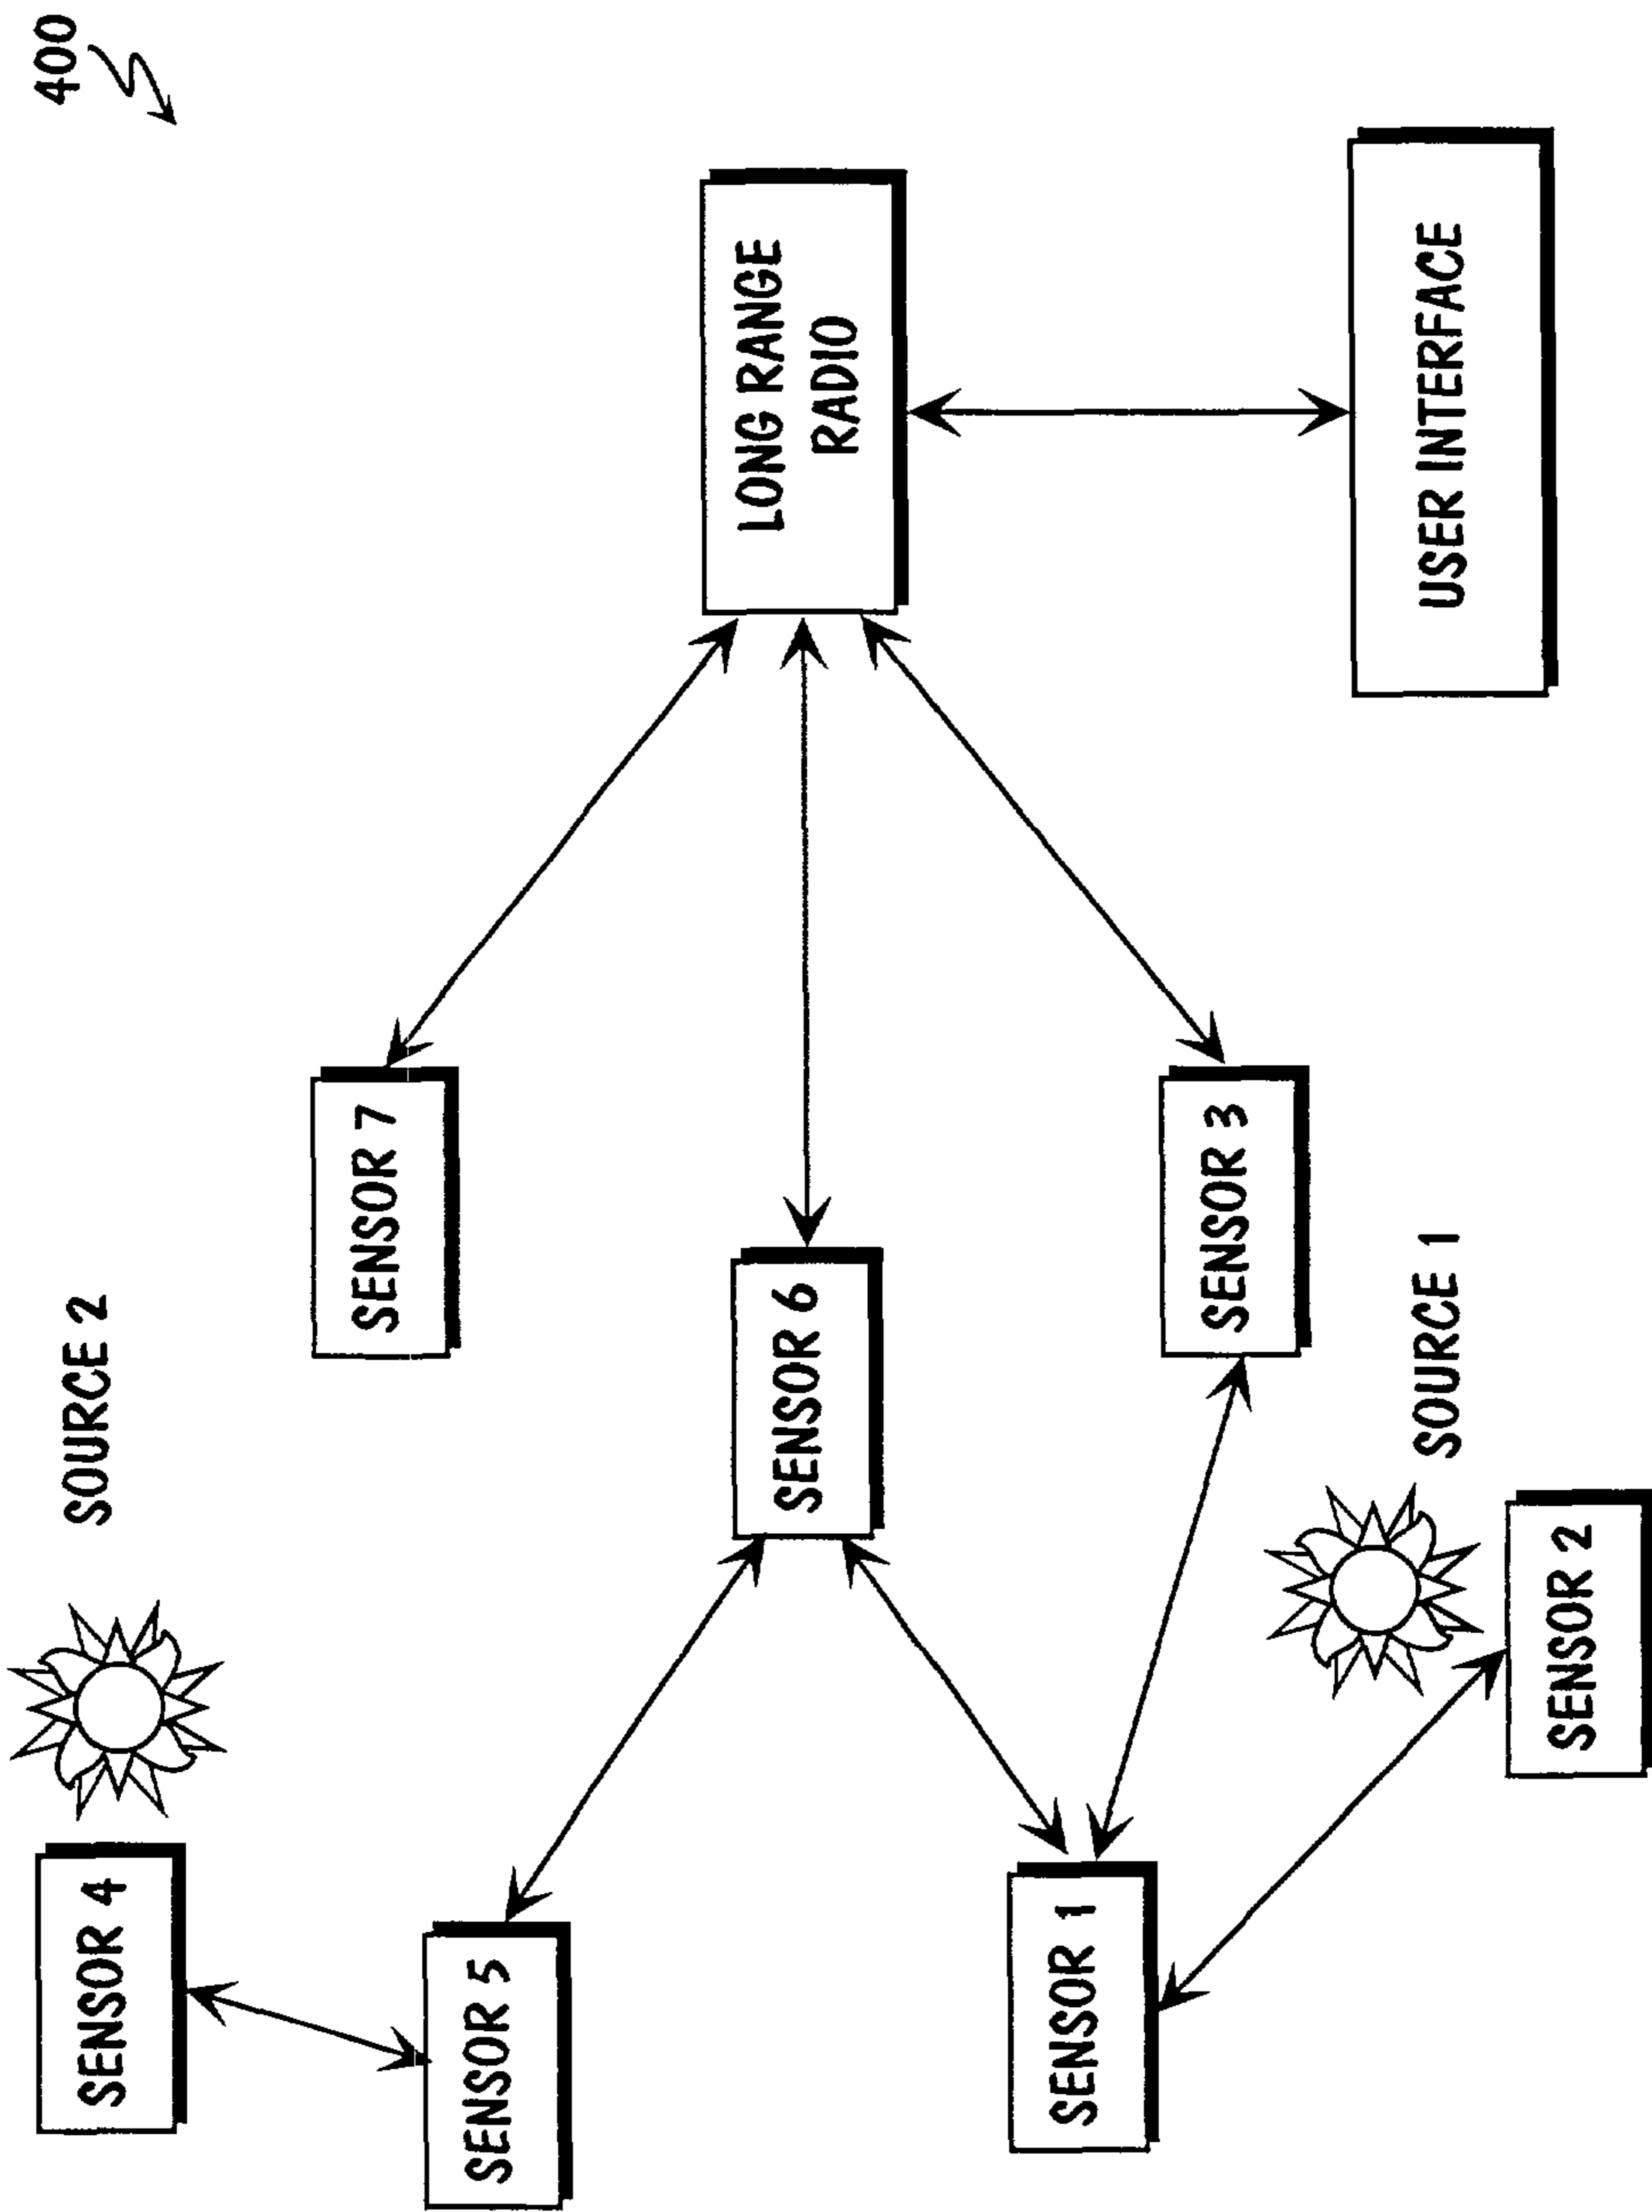 400
SOURCE 2
SENSOR 4
SENSOR 7
SENSOR 5
LONG RANGE
RADIO
SENSOR 6
SENSOR 1
SENSOR 3
USER INTERFACE
SOURCE 1
SENSOR 2